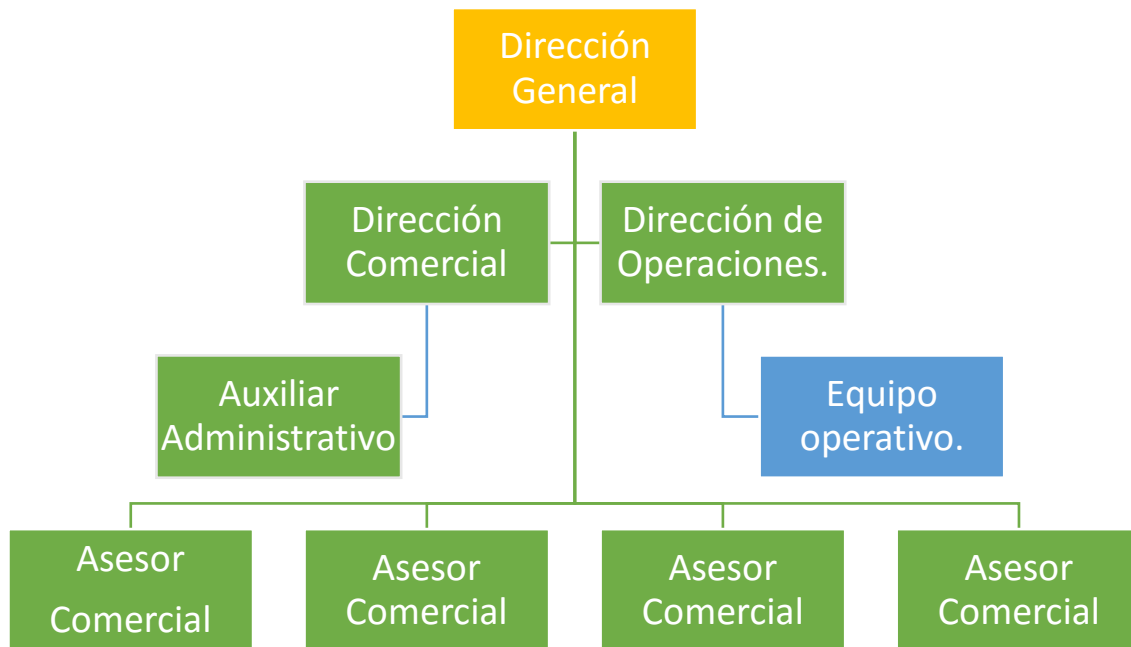 Dirección
General
Dirección
Comercial
Dirección de
Operaciones.
Auxiliar
Administrativo
Equipo
operativo.
Asesor
Comercial
Asesor
Comercial
Asesor
Comercial
Asesor
Comercial